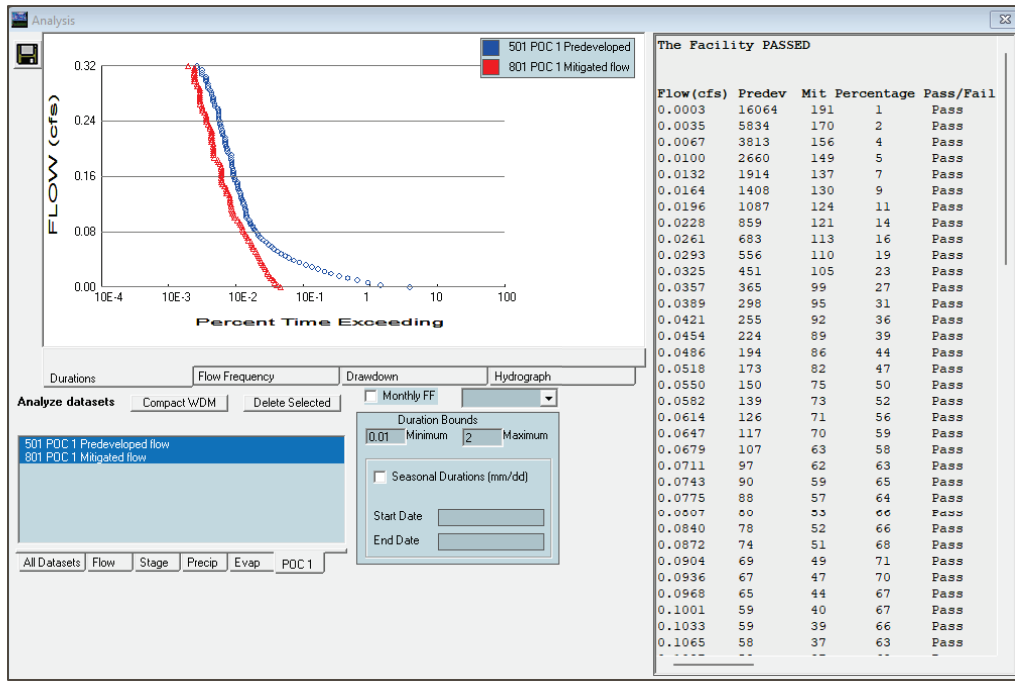 Analysis
501 POC 1 Predeveloped
801 POC 1 Mitigated flow
FLOW (cfs)
0.32
0.24
0.16
0.08
0.00
10E-4 10E-3 10E-2 10E-1 1 10 100
Percent Time Exceeding
Durations Flow Frequency Drawdown Hydrograph
Analyze datasets Compact WDM Delete Selected Monthly FF
501 POC 1 Predeveloped flow
801 POC 1 Mitigated flow
All Datasets Flow Stage Precip Evap POC 1
Duration Bounds
0.01 Minimum 2 Maximum
Seasonal Durations (mm/dd)
Start Date
End Date
The Facility PASSED
Flow(cfs) Predev Mit Percentage Pass/Fail
0.0003 16064 191 1 Pass
0.0035 5834 170 2 Pass
0.0067 3813 156 4 Pass
0.0100 2660 149 5 Pass
0.0132 1914 137 7 Pass
0.0164 1408 130 9 Pass
0.0196 1087 124 11 Pass
0.0228 859 121 14 Pass
0.0261 683 113 16 Pass
0.0293 556 110 19 Pass
0.0325 451 105 23 Pass
0.0357 365 99 27 Pass
0.0389 298 95 31 Pass
0.0421 255 92 36 Pass
0.0454 224 89 39 Pass
0.0486 194 86 44 Pass
0.0518 173 82 47 Pass
0.0550 150 75 50 Pass
0.0582 139 73 52 Pass
0.0614 126 71 56 Pass
0.0647 117 70 59 Pass
0.0679 107 63 58 Pass
0.0711 97 62 63 Pass
0.0743 90 59 65 Pass
0.0775 88 57 64 Pass
0.0807 80 53 66 Pass
0.0840 78 52 66 Pass
0.0872 74 51 68 Pass
0.0904 69 49 71 Pass
0.0936 67 47 70 Pass
0.0968 65 44 67 Pass
0.1001 59 40 67 Pass
0.1033 59 39 66 Pass
0.1065 58 37 63 Pass